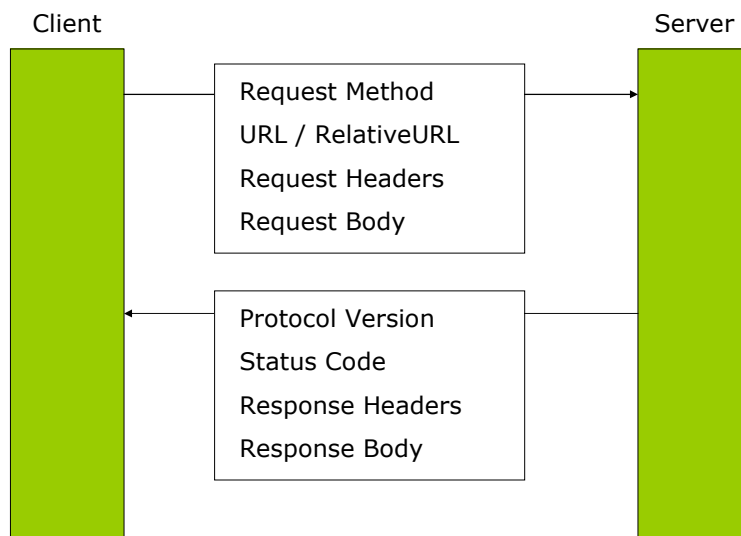 Client
Server
Request Method
URL / RelativeURL
Request Headers
Request Body
Protocol Version
Status Code
Response Headers
Response Body